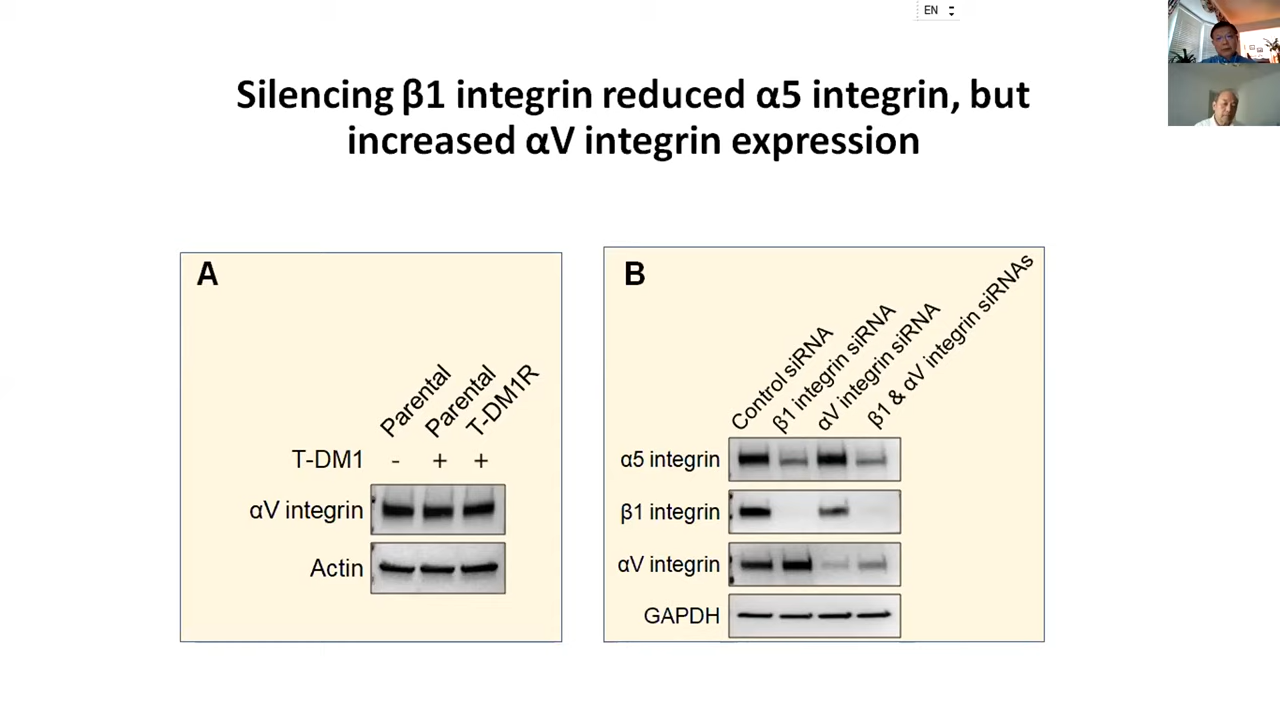 EN
Silencing β1 integrin reduced α5 integrin, but
increased αV integrin expression
A
Parental
Parental
T-DM1R
T-DM1 - + +
αV integrin
Actin
B
Control siRNA
β1 integrin siRNA
αV integrin siRNA
β1 & αV integrin siRNAs
α5 integrin
β1 integrin
αV integrin
GAPDH